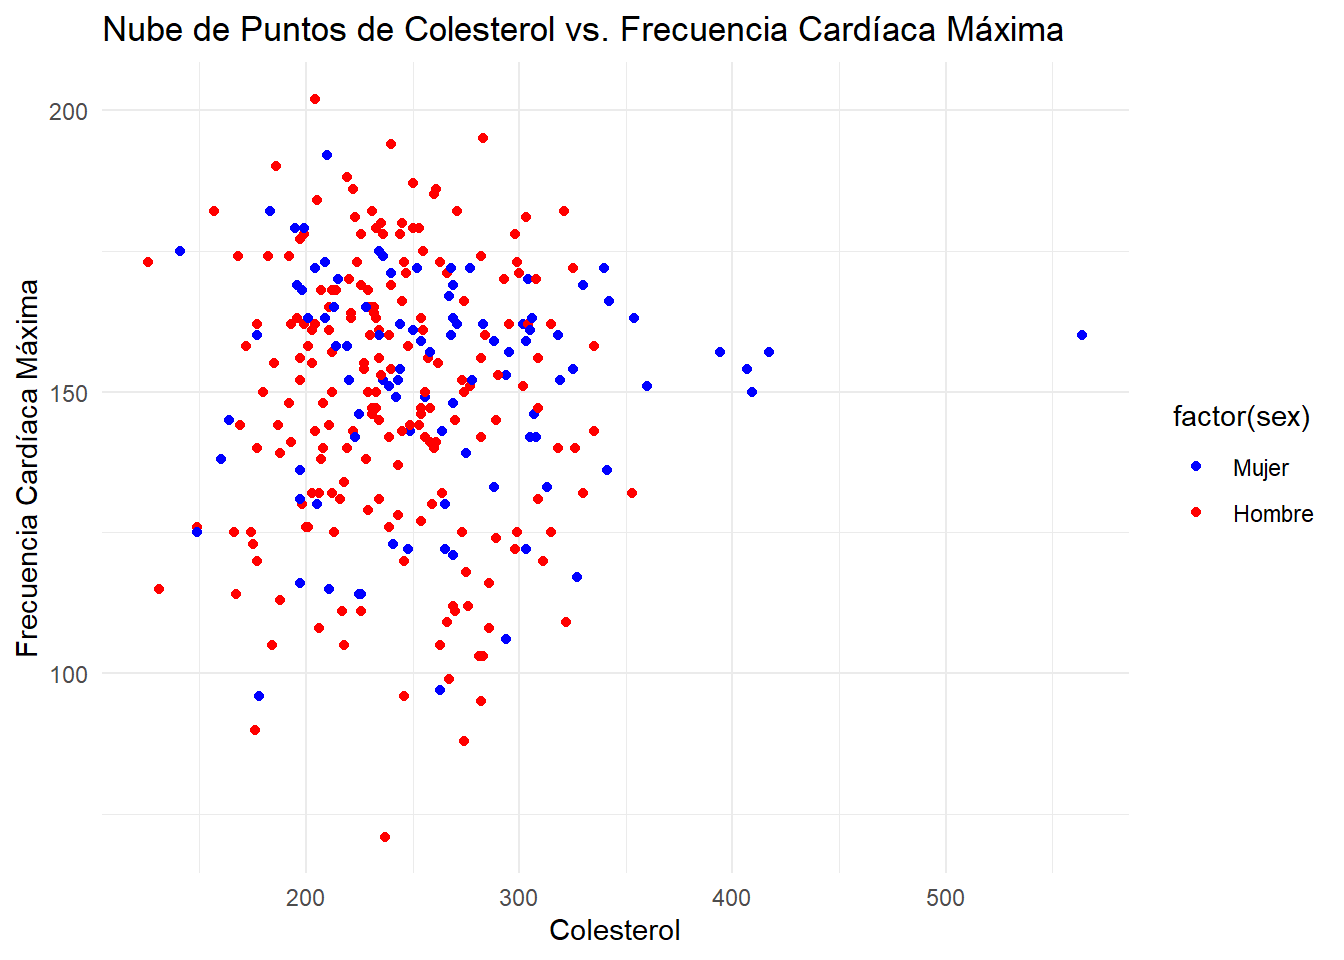 Nube de Puntos de Colesterol vs. Frecuencia Cardíaca Máxima
200
150
100
Frecuencia Cardíaca Máxima
200
300
400
500
Colesterol
factor(sex)
Mujer
Hombre